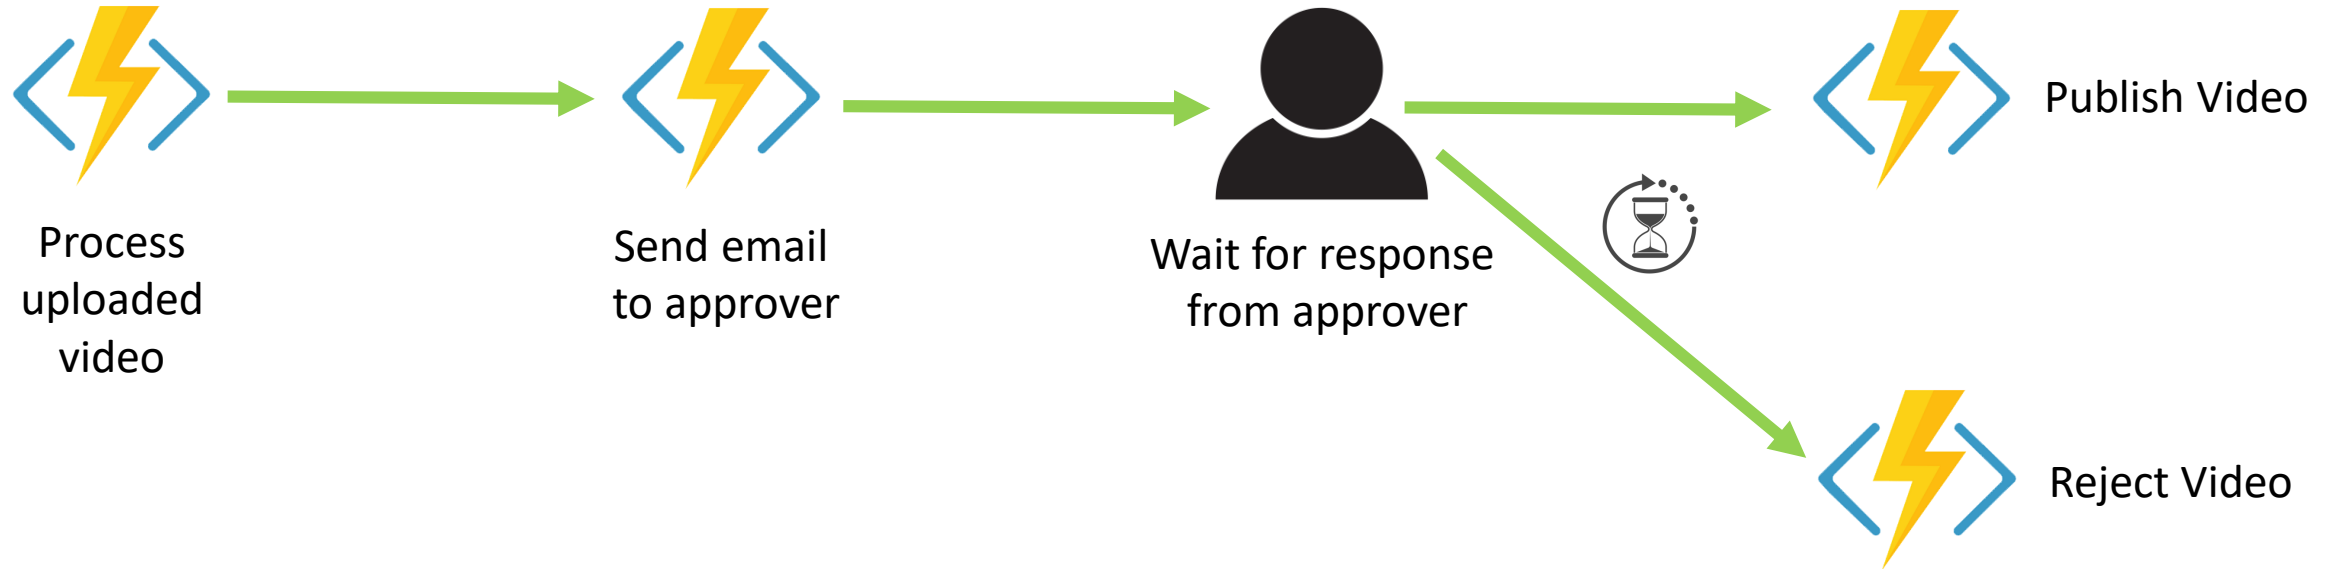 Process
uploaded
video
Send email
to approver
Wait for response
from approver
Publish Video
Reject Video